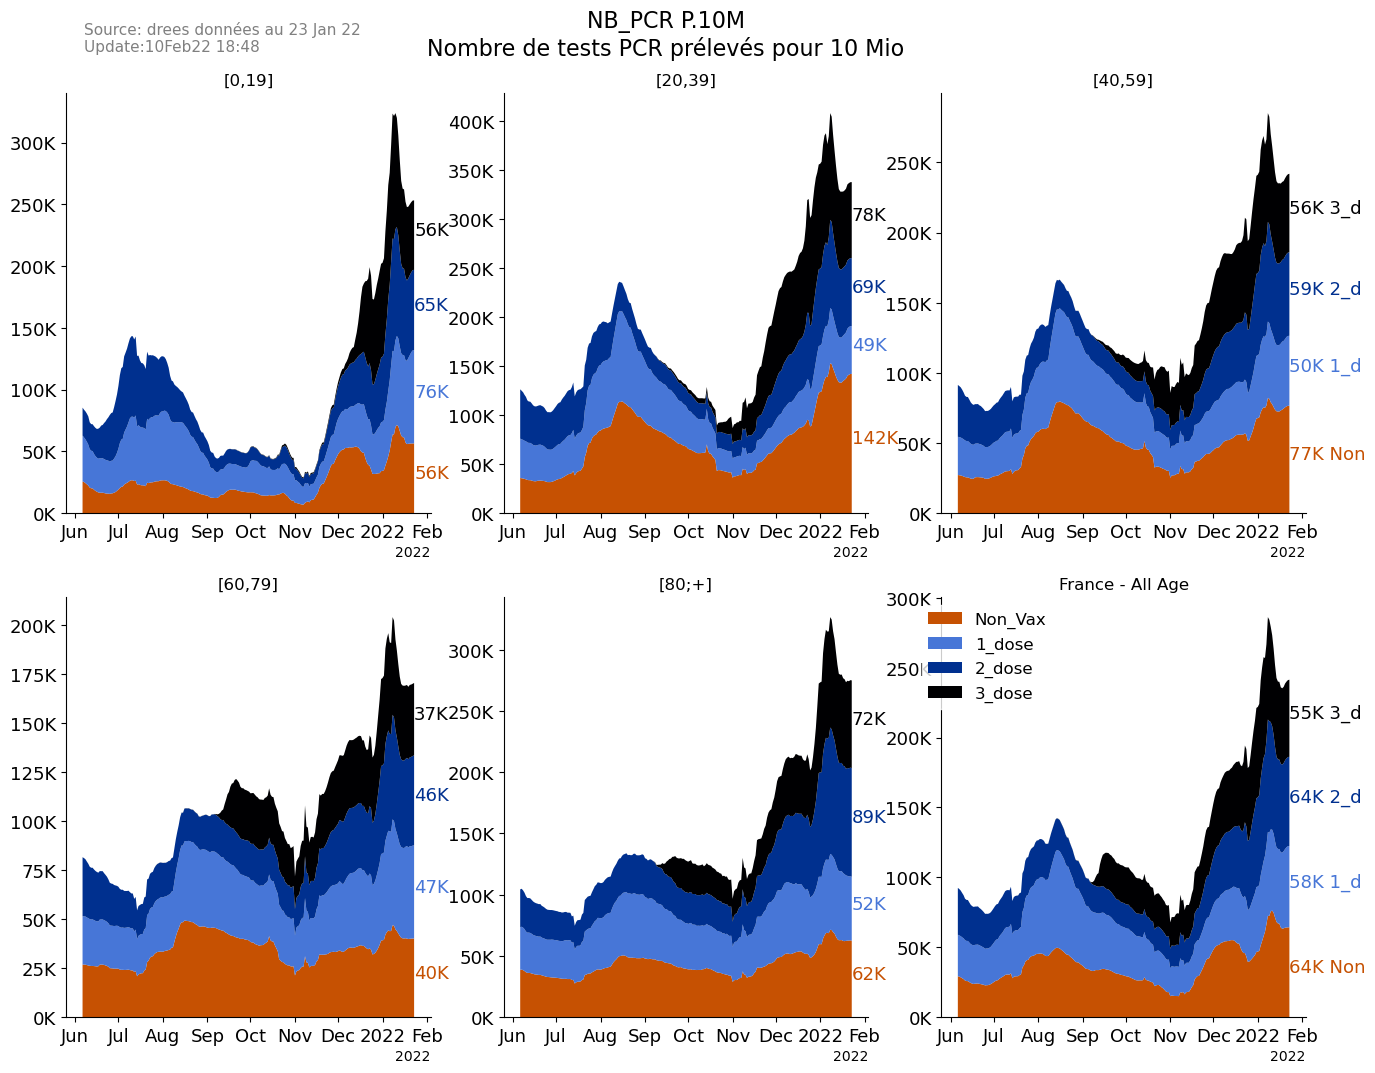 Source: drees données au 23 Jan 22
Update:10Feb22 18:48
NB_PCR P.10M
Nombre de tests PCR prélevés pour 10 Mio
[0,19]
300K
250K
200K
150K
100K
50K
0K
56K
65K
76K
56K
Jun Jul Aug Sep Oct Nov Dec 2022 Feb
2022
[20,39]
400K
350K
300K
250K
200K
150K
100K
50K
0K
78K
69K
49K
142K
Jun Jul Aug Sep Oct Nov Dec 2022 Feb
2022
[40,59]
250K
200K
150K
100K
50K
0K
56K 3_d
59K 2_d
50K 1_d
77K Non
Jun Jul Aug Sep Oct Nov Dec 2022 Feb
2022
[60,79]
200K
175K
150K
125K
100K
75K
50K
25K
0K
37K
46K
47K
40K
Jun Jul Aug Sep Oct Nov Dec 2022 Feb
2022
[80;+]
300K
250K
200K
150K
100K
50K
0K
72K
89K
52K
62K
Jun Jul Aug Sep Oct Nov Dec 2022 Feb
2022
France - All Age
300K
250K
200K
150K
100K
50K
0K
Non_Vax
1_dose
2_dose
3_dose
55K 3_d
64K 2_d
58K 1_d
64K Non
Jun Jul Aug Sep Oct Nov Dec 2022 Feb
2022